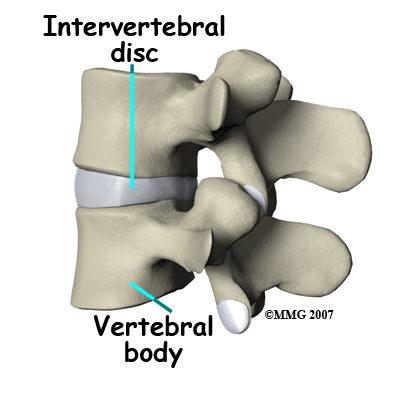 Intervertebral
disc
©MMG 2007
Vertebral
body